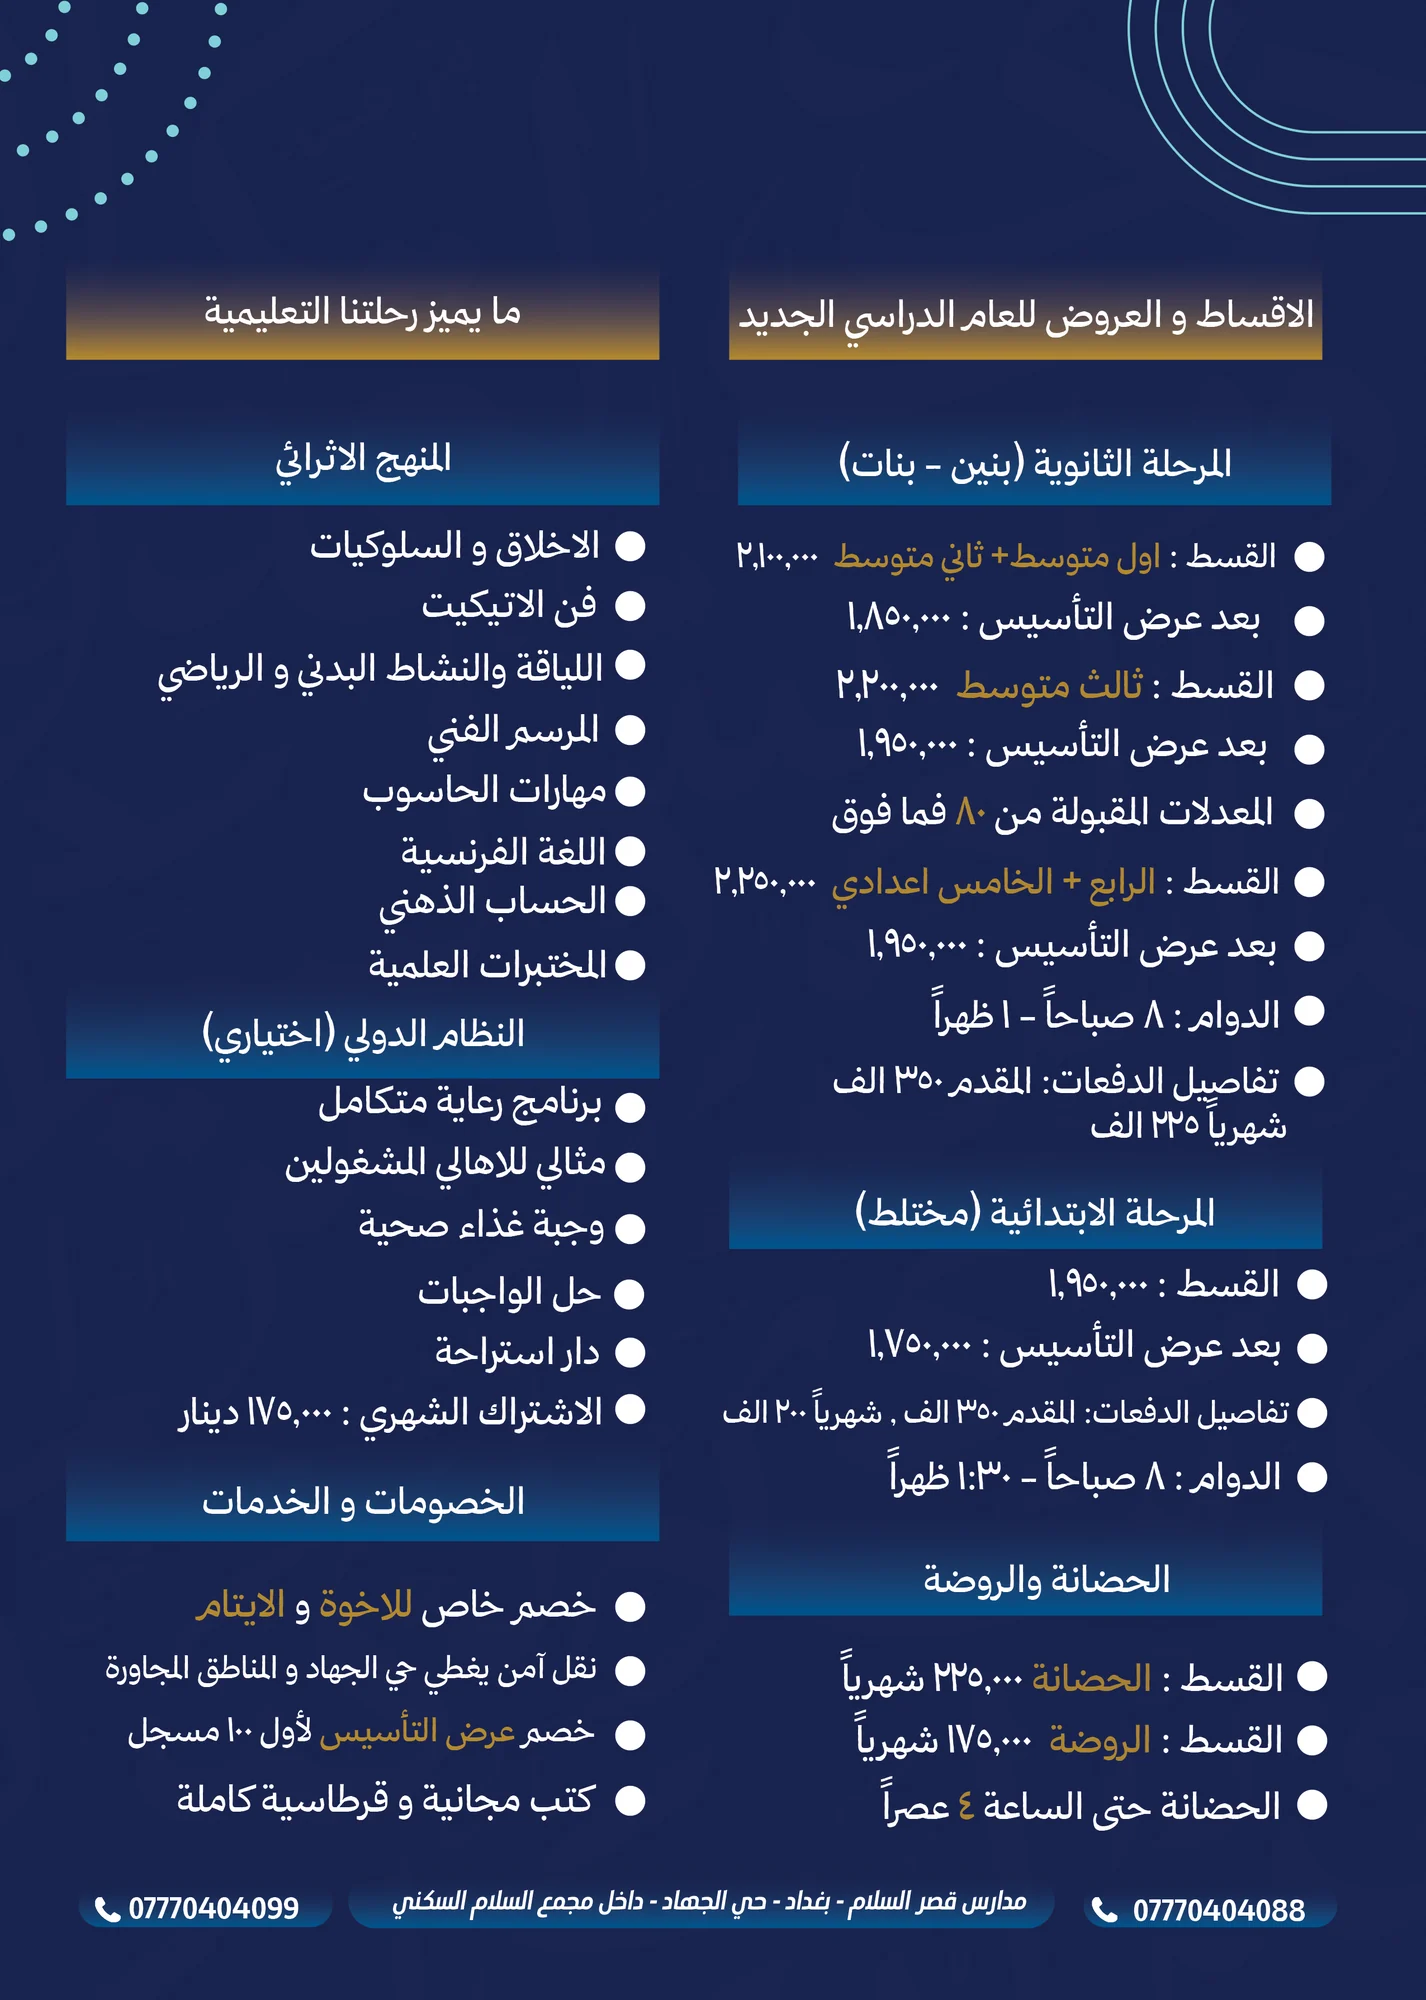 الاقساط و العروض للعام الدراسي الجديد
المرحلة الثانوية (بنين - بنات)
القسط : اول متوسط+ ثاني متوسط ٢,١٠٠,٠٠٠
بعد عرض التأسيس : ١,٨٥٠,٠٠٠
القسط : ثالث متوسط ٢,٢٠٠,٠٠٠
بعد عرض التأسيس : ١,٩٥٠,٠٠٠
المعدلات المقبولة من ٨٠ فما فوق
القسط : الرابع + الخامس اعدادي ٢,٢٥٠,٠٠٠
بعد عرض التأسيس : ١,٩٥٠,٠٠٠
الدوام : ٨ صباحاً - ١ ظهراً
تفاصيل الدفعات: المقدم ٣٥٠ الف
شهرياً ٢٢٥ الف
المرحلة الابتدائية (مختلط)
القسط : ١,٩٥٠,٠٠٠
بعد عرض التأسيس : ١,٧٥٠,٠٠٠
تفاصيل الدفعات: المقدم ٣٥٠ الف , شهرياً ٢٠٠ الف
الدوام : ٨ صباحاً - ١:٣٠ ظهراً
الحضانة والروضة
القسط : الحضانة ٢٢٥,٠٠٠ شهرياً
القسط : الروضة ١٧٥,٠٠٠ شهرياً
الحضانة حتى الساعة ٤ عصراً
ما يميز رحلتنا التعليمية
المنهج الاثرائي
الاخلاق و السلوكيات
فن الاتيكيت
اللياقة والنشاط البدني و الرياضي
المرسم الفني
مهارات الحاسوب
اللغة الفرنسية
الحساب الذهني
المختبرات العلمية
النظام الدولي (اختياري)
برنامج رعاية متكامل
مثالي للاهالي المشغولين
وجبة غذاء صحية
حل الواجبات
دار استراحة
الاشتراك الشهري : ١٧٥,٠٠٠ دينار
الخصومات و الخدمات
خصم خاص للاخوة و الايتام
نقل آمن يغطي حي الجهاد و المناطق المجاورة
خصم عرض التأسيس لأول ١٠٠ مسجل
كتب مجانية و قرطاسية كاملة
07770404088
مدارس قصر السلام - بغداد - حي الجهاد - داخل مجمع السلام السكني
07770404099